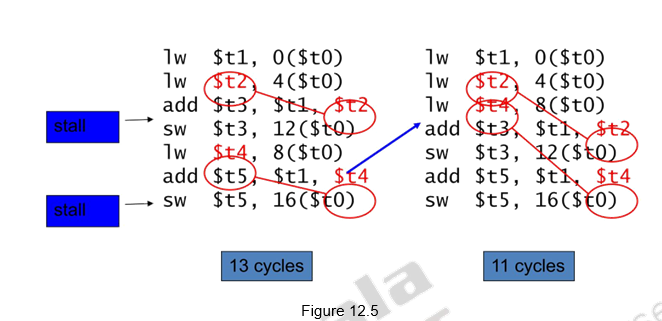 lw $t1, 0($t0)
lw $t2, 4($t0)
add $t3, $t1, $t2
sw $t3, 12($t0)
lw $t4, 8($t0)
add $t5, $t1, $t4
sw $t5, 16($t0)
stall
stall
13 cycles
lw $t1, 0($t0)
lw $t2, 4($t0)
lw $t4, 8($t0)
add $t3, $t1, $t2
sw $t3, 12($t0)
add $t5, $t1, $t4
sw $t5, 16($t0)
11 cycles
Figure 12.5